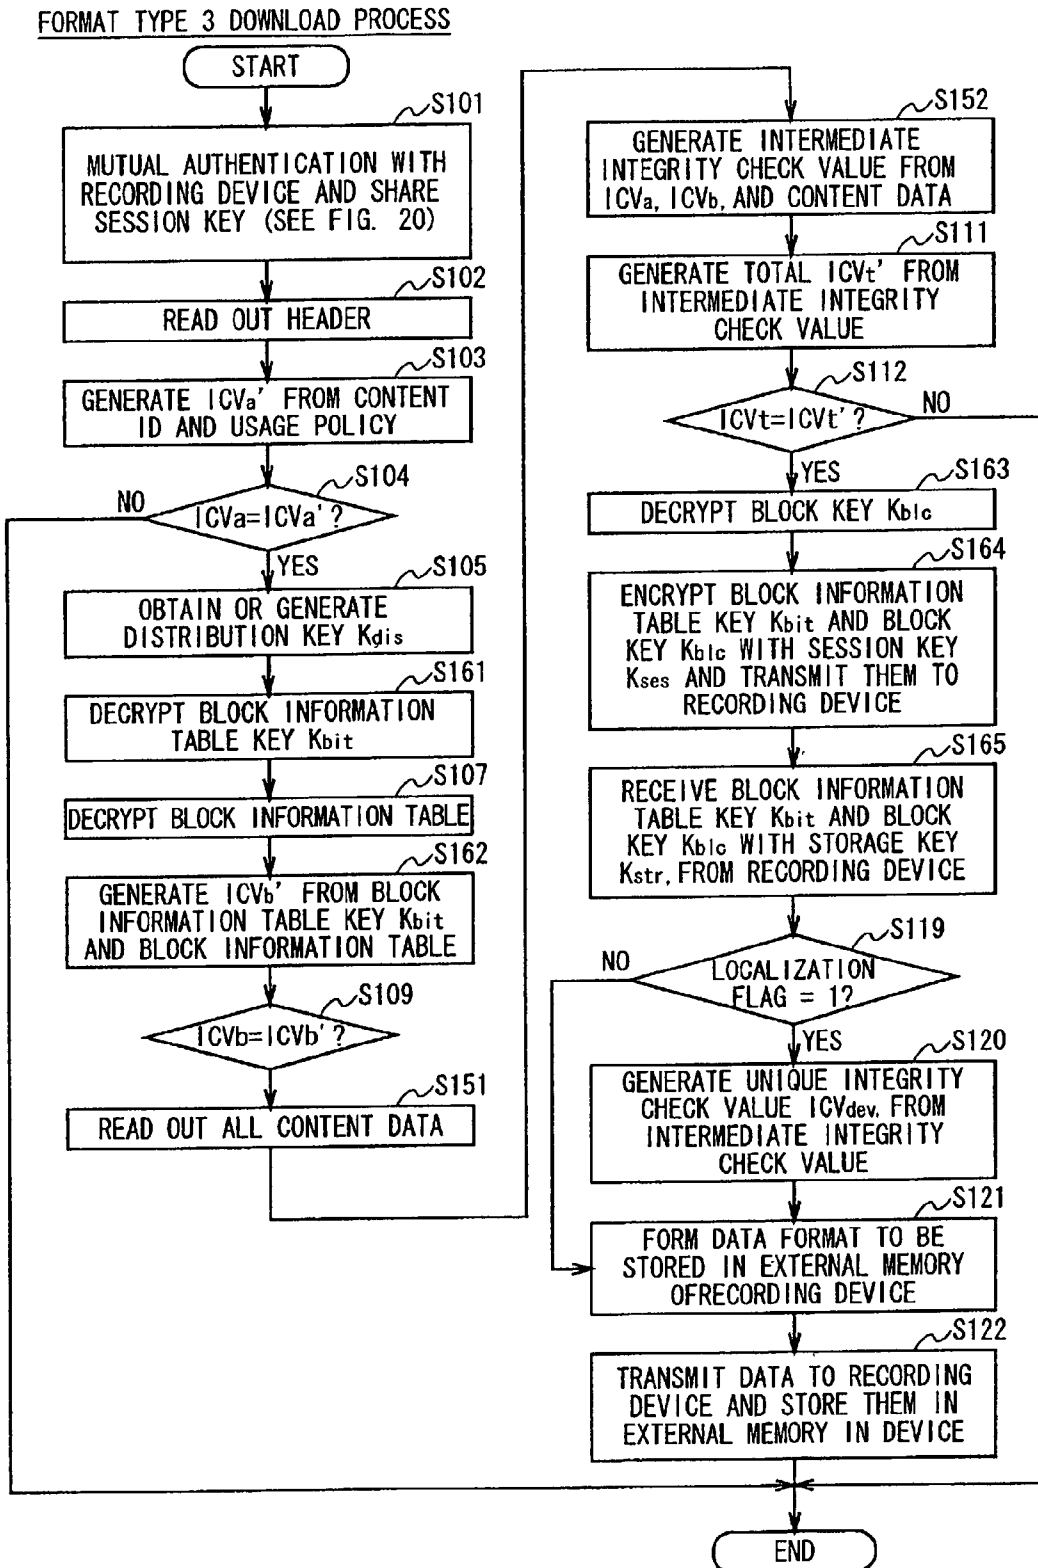 FORMAT TYPE 3 DOWNLOAD PROCESS
START
S101
MUTUAL AUTHENTICATION WITH
RECORDING DEVICE AND SHARE
SESSION KEY (SEE FIG. 20)
S102
READ OUT HEADER
S103
GENERATE ICVa' FROM CONTENT
ID AND USAGE POLICY
S104
NO
ICVa=ICVa'?
YES
S105
OBTAIN OR GENERATE
DISTRIBUTION KEY Kdis
S161
DECRYPT BLOCK INFORMATION
TABLE KEY Kbit
S107
DECRYPT BLOCK INFORMATION TABLE
S162
GENERATE ICVb' FROM BLOCK
INFORMATION TABLE KEY Kbit
AND BLOCK INFORMATION TABLE
S109
ICVb=ICVb'?
S151
READ OUT ALL CONTENT DATA
S152
GENERATE INTERMEDIATE
INTEGRITY CHECK VALUE FROM
ICVa, ICVb, AND CONTENT DATA
S111
GENERATE TOTAL ICVt' FROM
INTERMEDIATE INTEGRITY
CHECK VALUE
S112
ICVt=ICVt'?
NO
YES
S163
DECRYPT BLOCK KEY Kblc
S164
ENCRYPT BLOCK INFORMATION
TABLE KEY Kbit AND BLOCK
KEY Kblc WITH SESSION KEY
Kses AND TRANSMIT THEM TO
RECORDING DEVICE
S165
RECEIVE BLOCK INFORMATION
TABLE KEY Kbit AND BLOCK
KEY Kblc WITH STORAGE KEY
Kstr, FROM RECORDING DEVICE
S119
NO
LOCALIZATION
FLAG = 1?
YES
S120
GENERATE UNIQUE INTEGRITY
CHECK VALUE ICVdev, FROM
INTERMEDIATE INTEGRITY
CHECK VALUE
S121
FORM DATA FORMAT TO BE
STORED IN EXTERNAL MEMORY
OFRECORDING DEVICE
S122
TRANSMIT DATA TO RECORDING
DEVICE AND STORE THEM IN
EXTERNAL MEMORY IN DEVICE
END